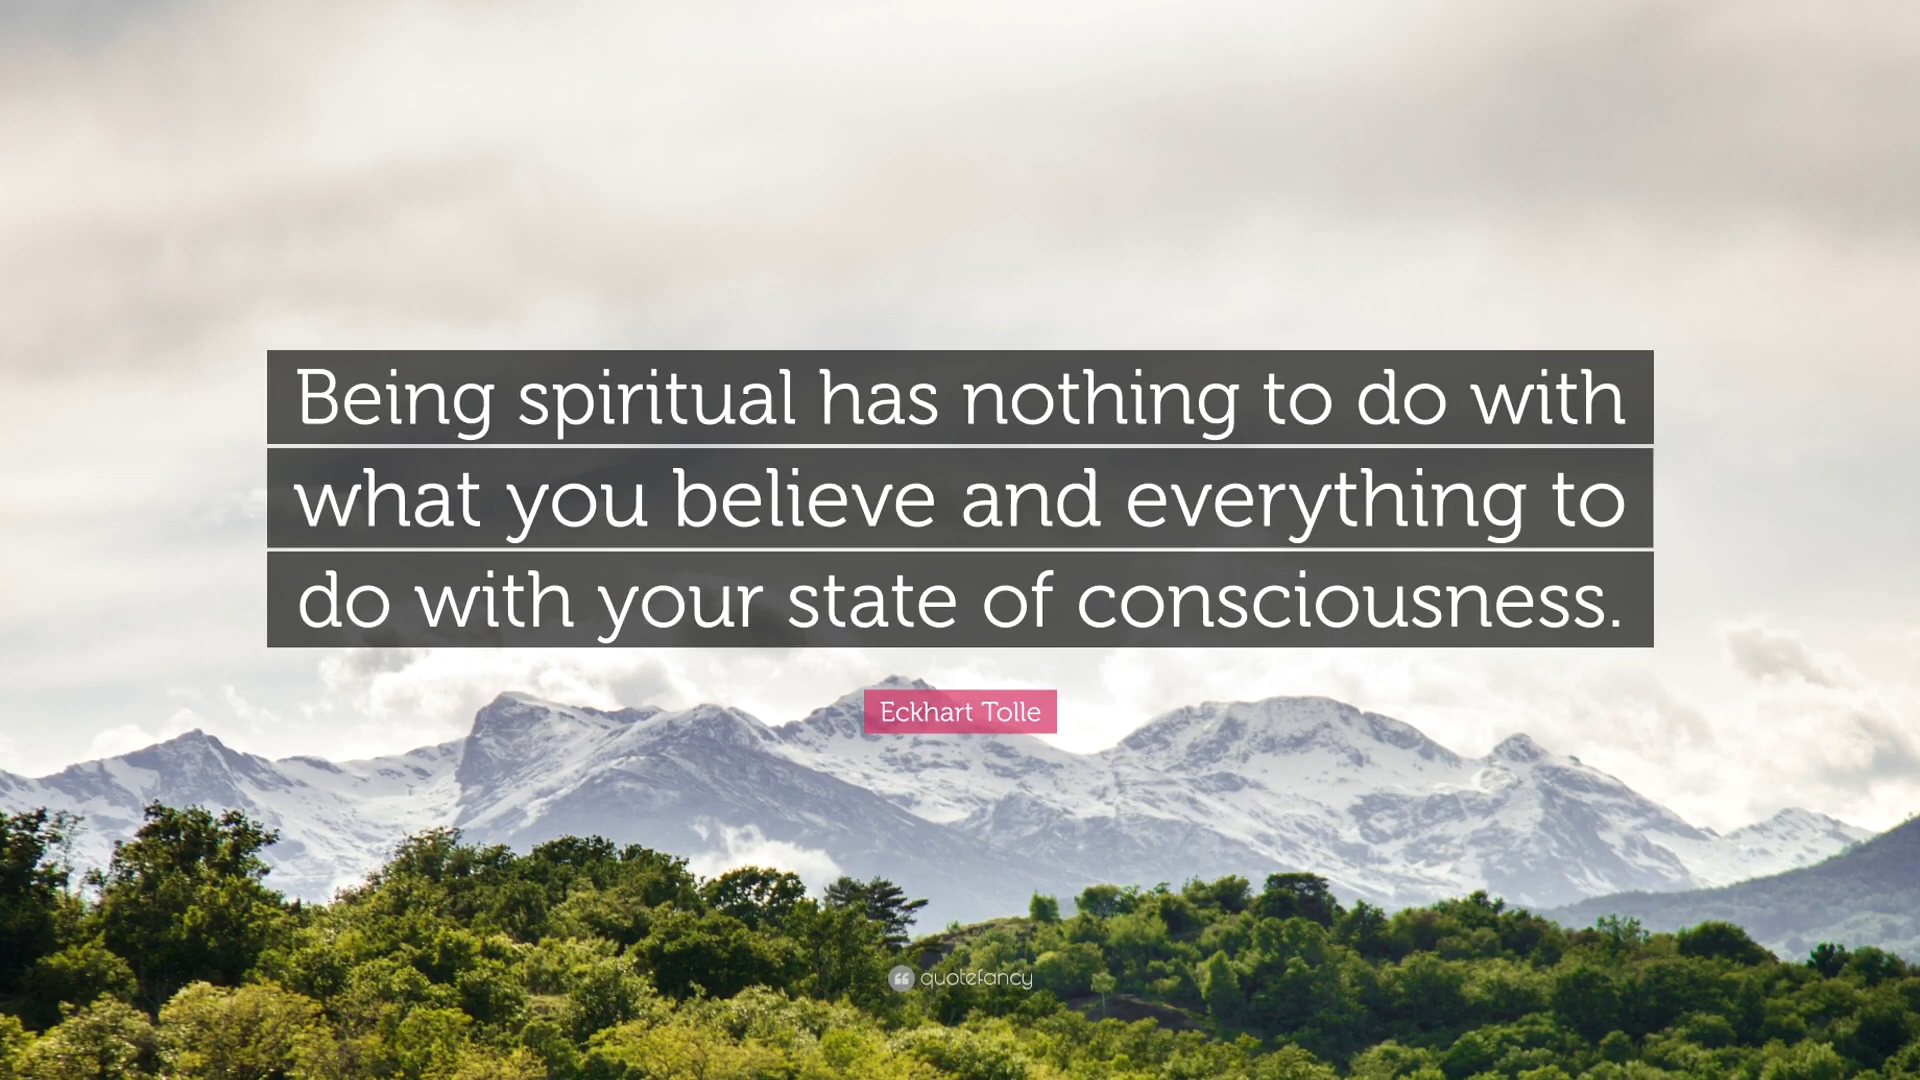 Being spiritual has nothing to do with
what you believe and everything to
do with your state of consciousness.
Eckhart Tolle
quotefancy